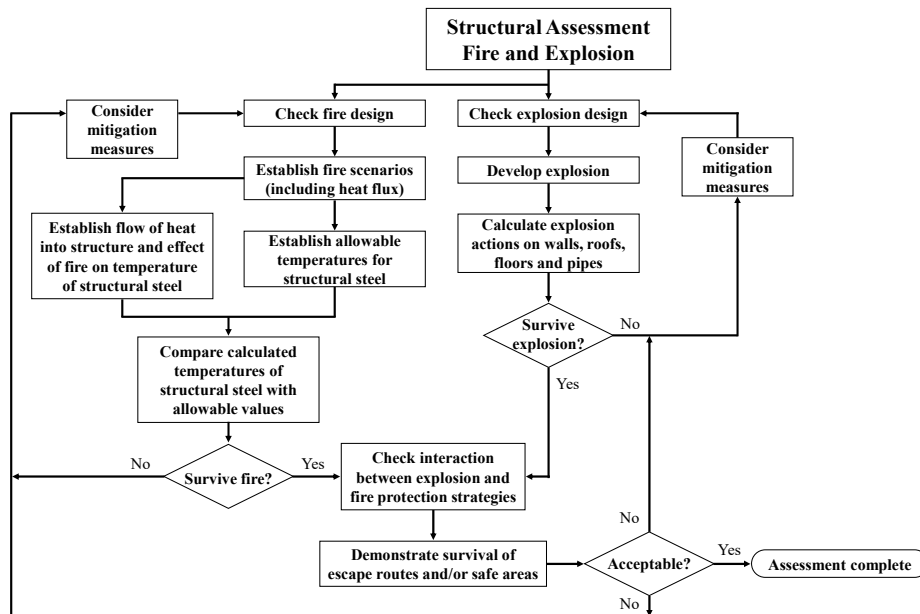 Structural Assessment
Fire and Explosion
Consider
mitigation
measures
Check fire design
Check explosion design
Consider
mitigation
measures
Establish fire scenarios
(including heat flux)
Develop explosion
Establish flow of heat
into structure and effect
of fire on temperature
of structural steel
Establish allowable
temperatures for
structural steel
Calculate explosion
actions on walls, roofs,
floors and pipes
Survive
explosion?
No
Yes
Compare calculated
temperatures of
structural steel with
allowable values
No
Survive fire?
Yes
Check interaction
between explosion and
fire protection strategies
No
Demonstrate survival of
escape routes and/or safe areas
Acceptable?
Yes
Assessment complete
No